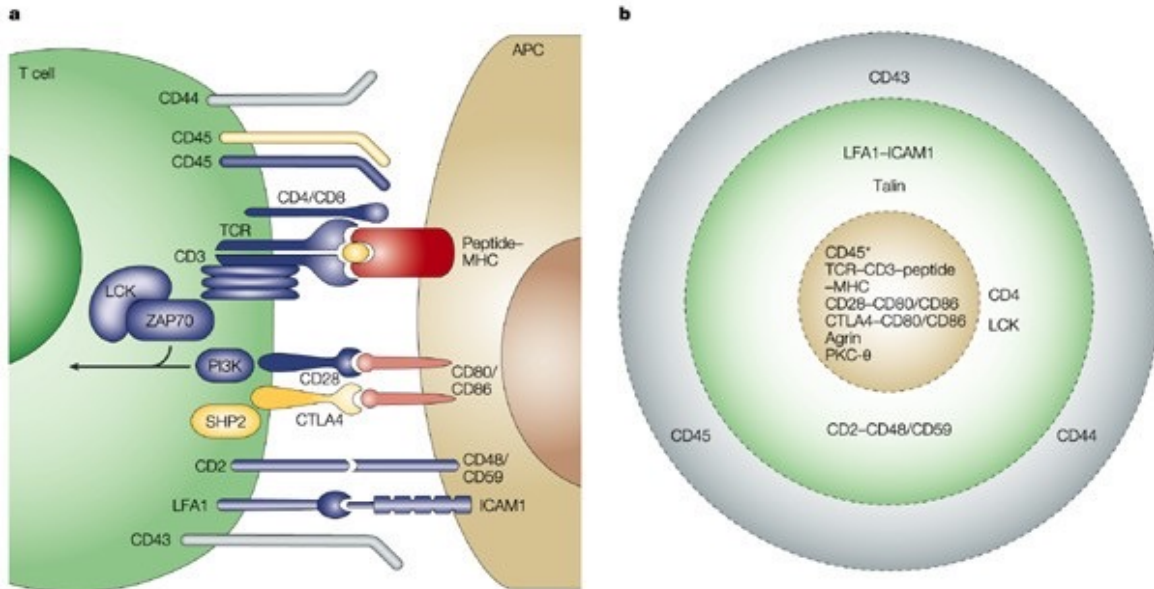 a
T cell
APC
CD44
CD45
CD45
CD4/CD8
TCR
CD3
Peptide–
MHC
LCK
ZAP70
PI3K
CD28
CD80/
CD86
SHP2
CTLA4
CD2
CD48/
CD59
LFA1
ICAM1
CD43
b
CD43
LFA1–ICAM1
Talin
CD45*
TCR–CD3–peptide
–MHC
CD28–CD80/CD86
CTLA4–CD80/CD86
Agrin
PKC-θ
CD4
LCK
CD2–CD48/CD59
CD45
CD44